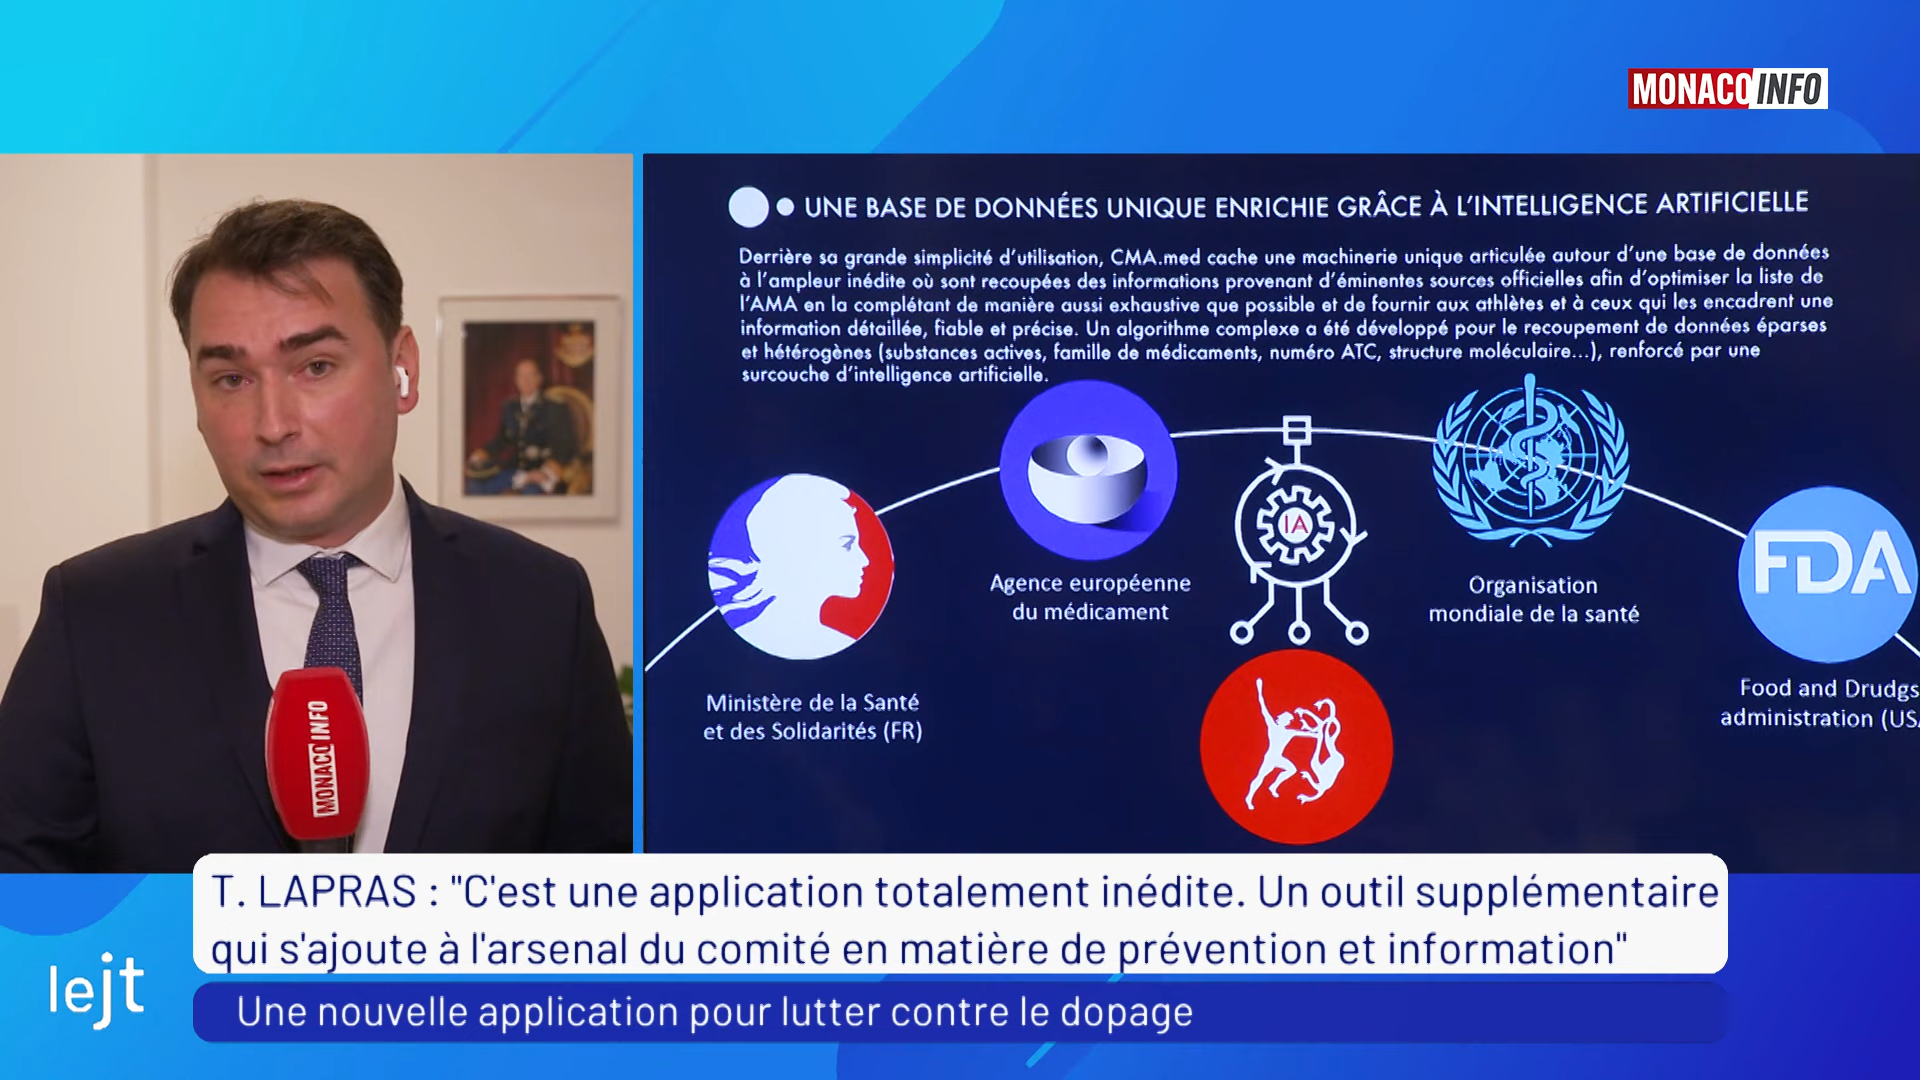 MONACO INFO
UNE BASE DE DONNÉES UNIQUE ENRICHIE GRÂCE À L'INTELLIGENCE ARTIFICIELLE
Derrière sa grande simplicité d'utilisation, CMA.med cache une machinerie unique articulée autour d'une base de données
à l'ampleur inédite où sont recoupées des informations provenant d'éminentes sources officielles afin d'optimiser la liste de
l'AMA en la complétant de manière aussi exhaustive que possible et de fournir aux athlètes et à ceux qui les encadrent une
information détaillée, fiable et précise. Un algorithme complexe a été développé pour le recoupement de données éparses
et hétérogènes (substances actives, famille de médicaments, numéro ATC, structure moléculaire...), renforcé par une
surcouche d'intelligence artificielle.
IA
FDA
Agence européenne
du médicament
Organisation
mondiale de la santé
Ministère de la Santé
et des Solidarités (FR)
Food and Drudgs
administration (USA
MONACO INFO
T. LAPRAS : "C'est une application totalement inédite. Un outil supplémentaire
qui s'ajoute à l'arsenal du comité en matière de prévention et information"
lejt
Une nouvelle application pour lutter contre le dopage